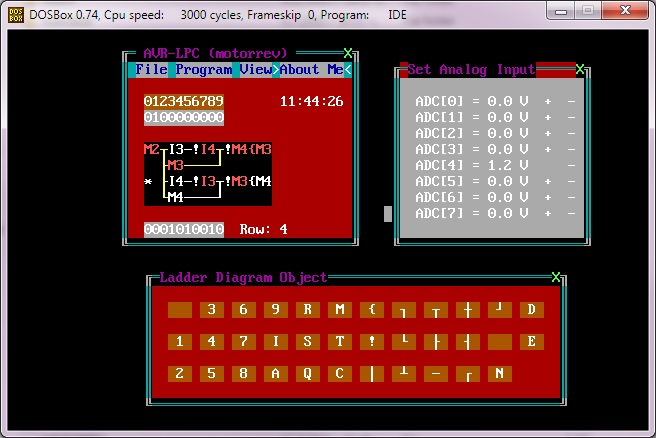 DOSBox 0.74, Cpu speed: 3000 cycles, Frameskip 0, Program: IDE
AVR-LPC (motorrev) X
File Program View>About Me<
0123456789 11:44:26
0100000000
M2┬I3-!I4┬!M4{M3
├M3────┘
* ├I4-!I3┬!M3{M4
└M4────┘
0001010010 Row: 4
Set Analog Input X
ADC[0] = 0.0 V + -
ADC[1] = 0.0 V + -
ADC[2] = 0.0 V + -
ADC[3] = 0.0 V + -
ADC[4] = 1.2 V -
ADC[5] = 0.0 V + -
ADC[6] = 0.0 V + -
ADC[7] = 0.0 V + -
Ladder Diagram Object X
3 6 9 R M { ┐ ┬ ┼ ┘ D
1 4 7 I S T ! └ ├ ┤ E
2 5 8 A Q C | ┴ − ┌ N